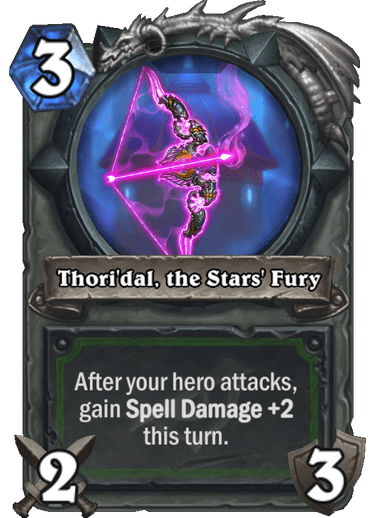 3
Thori'dal, the Stars' Fury
After your hero attacks,
gain Spell Damage +2
this turn.
2
3